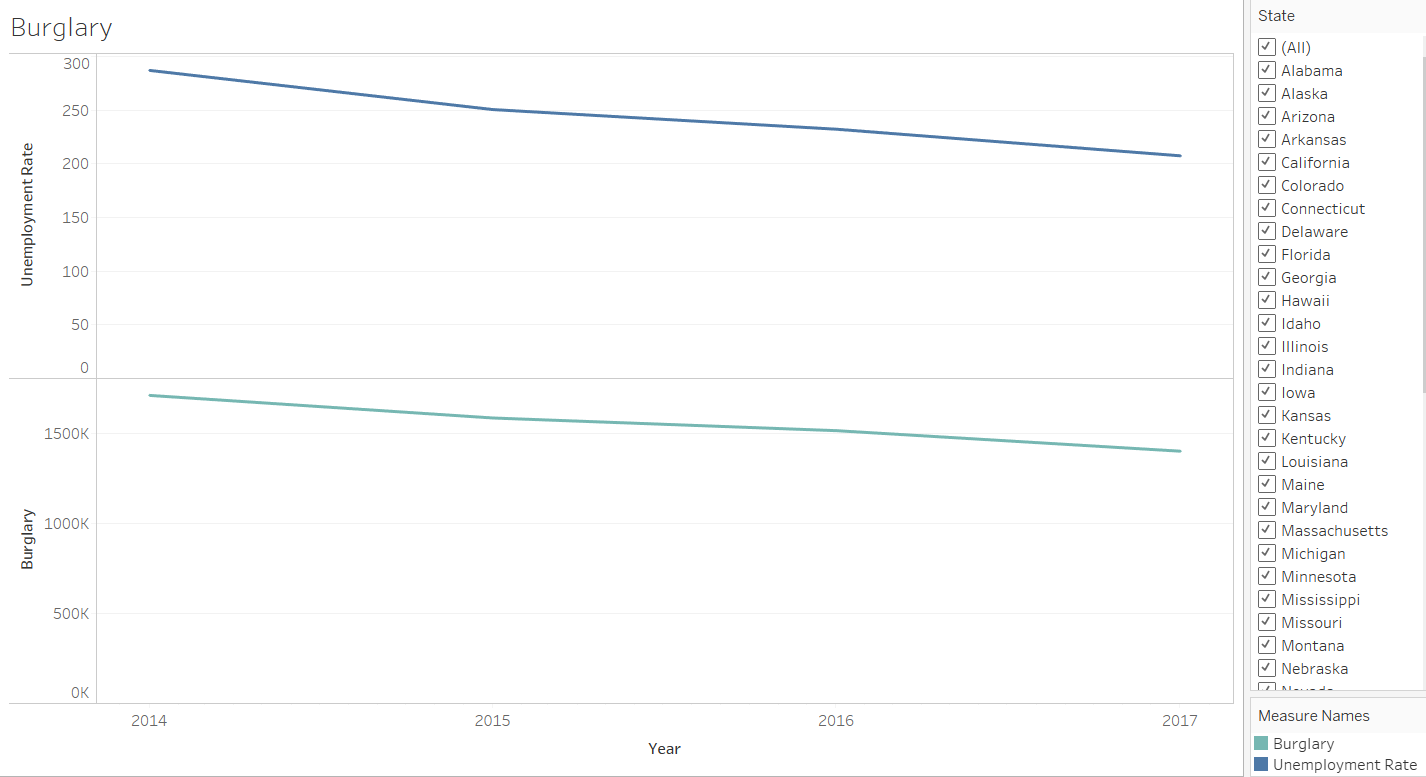 Burglary
300
250
200
150
100
50
0
Unemployment Rate
1500K
1000K
500K
0K
Burglary
2014 2015 2016 2017
Year
State
(All)
Alabama
Alaska
Arizona
Arkansas
California
Colorado
Connecticut
Delaware
Florida
Georgia
Hawaii
Idaho
Illinois
Indiana
Iowa
Kansas
Kentucky
Louisiana
Maine
Maryland
Massachusetts
Michigan
Minnesota
Mississippi
Missouri
Montana
Nebraska
Measure Names
Burglary
Unemployment Rate